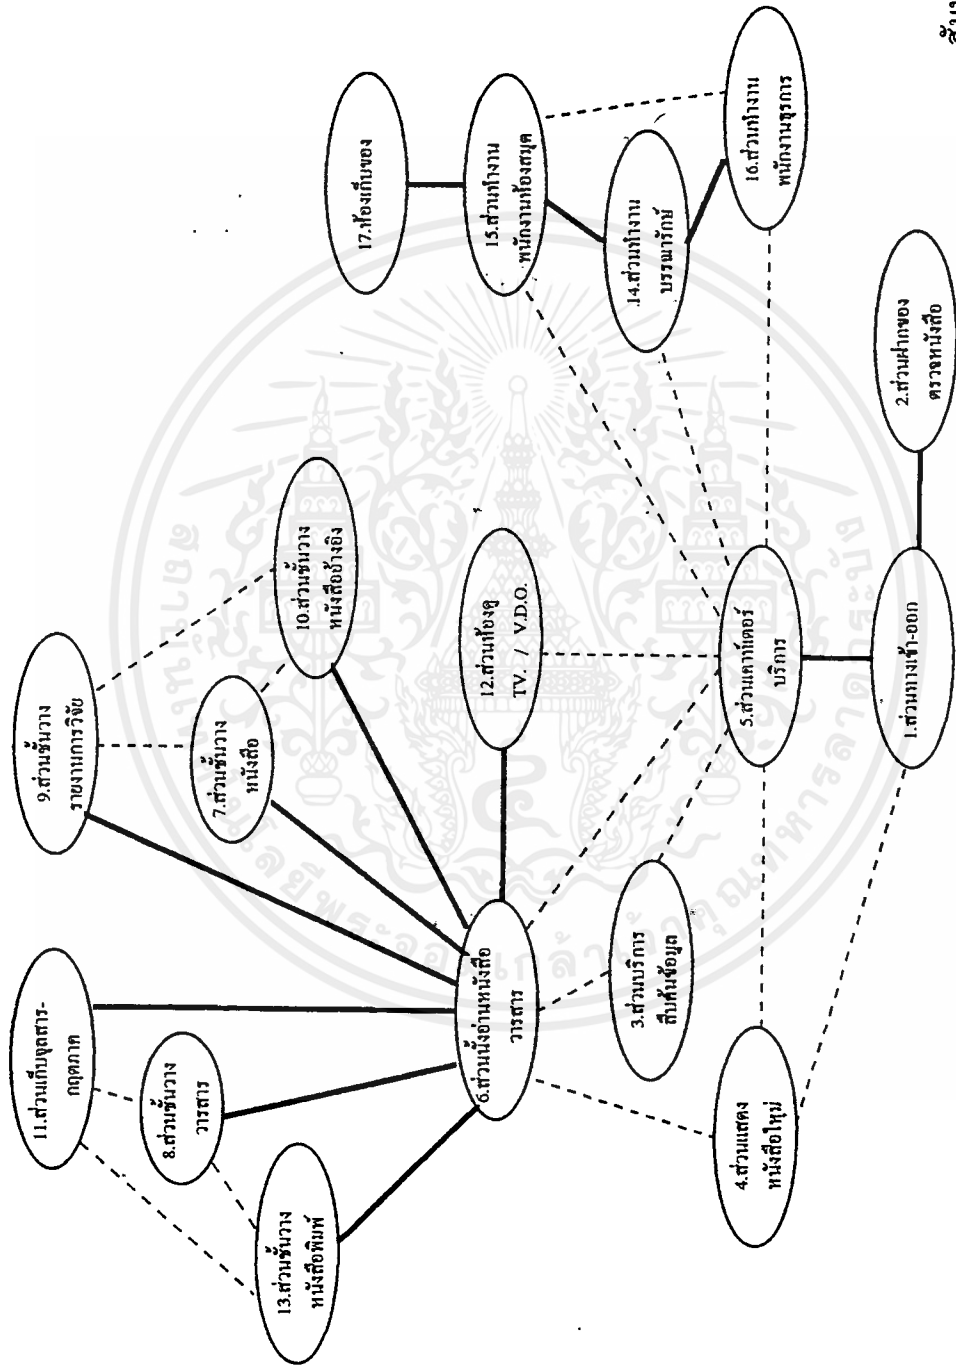 11.ส่วนเก็บจุลสาร-
กฤตภาค
9.ส่วนชั้นวาง
รายงานการวิจัย
17.ห้องเก็บของ
8.ส่วนชั้นวาง
วารสาร
7.ส่วนชั้นวาง
หนังสือ
10.ส่วนชั้นวาง
หนังสืออ้างอิง
15.ส่วนทำงาน
พนักงานห้องสมุด
13.ส่วนชั้นวาง
หนังสือพิมพ์
6.ส่วนนั่งอ่านหนังสือ
วารสาร
12.ส่วนห้องดู
TV. / V.D.O.
14.ส่วนทำงาน
บรรณารักษ์
16.ส่วนทำงาน
พนักงานธุรการ
3.ส่วนบริการ
สืบค้นข้อมูล
4.ส่วนแสดง
หนังสือใหม่
5.ส่วนเคาท์เตอร์
บริการ
1.ส่วนทางเข้า-ออก
2.ส่วนฝากของ
ตรวจหนังสือ